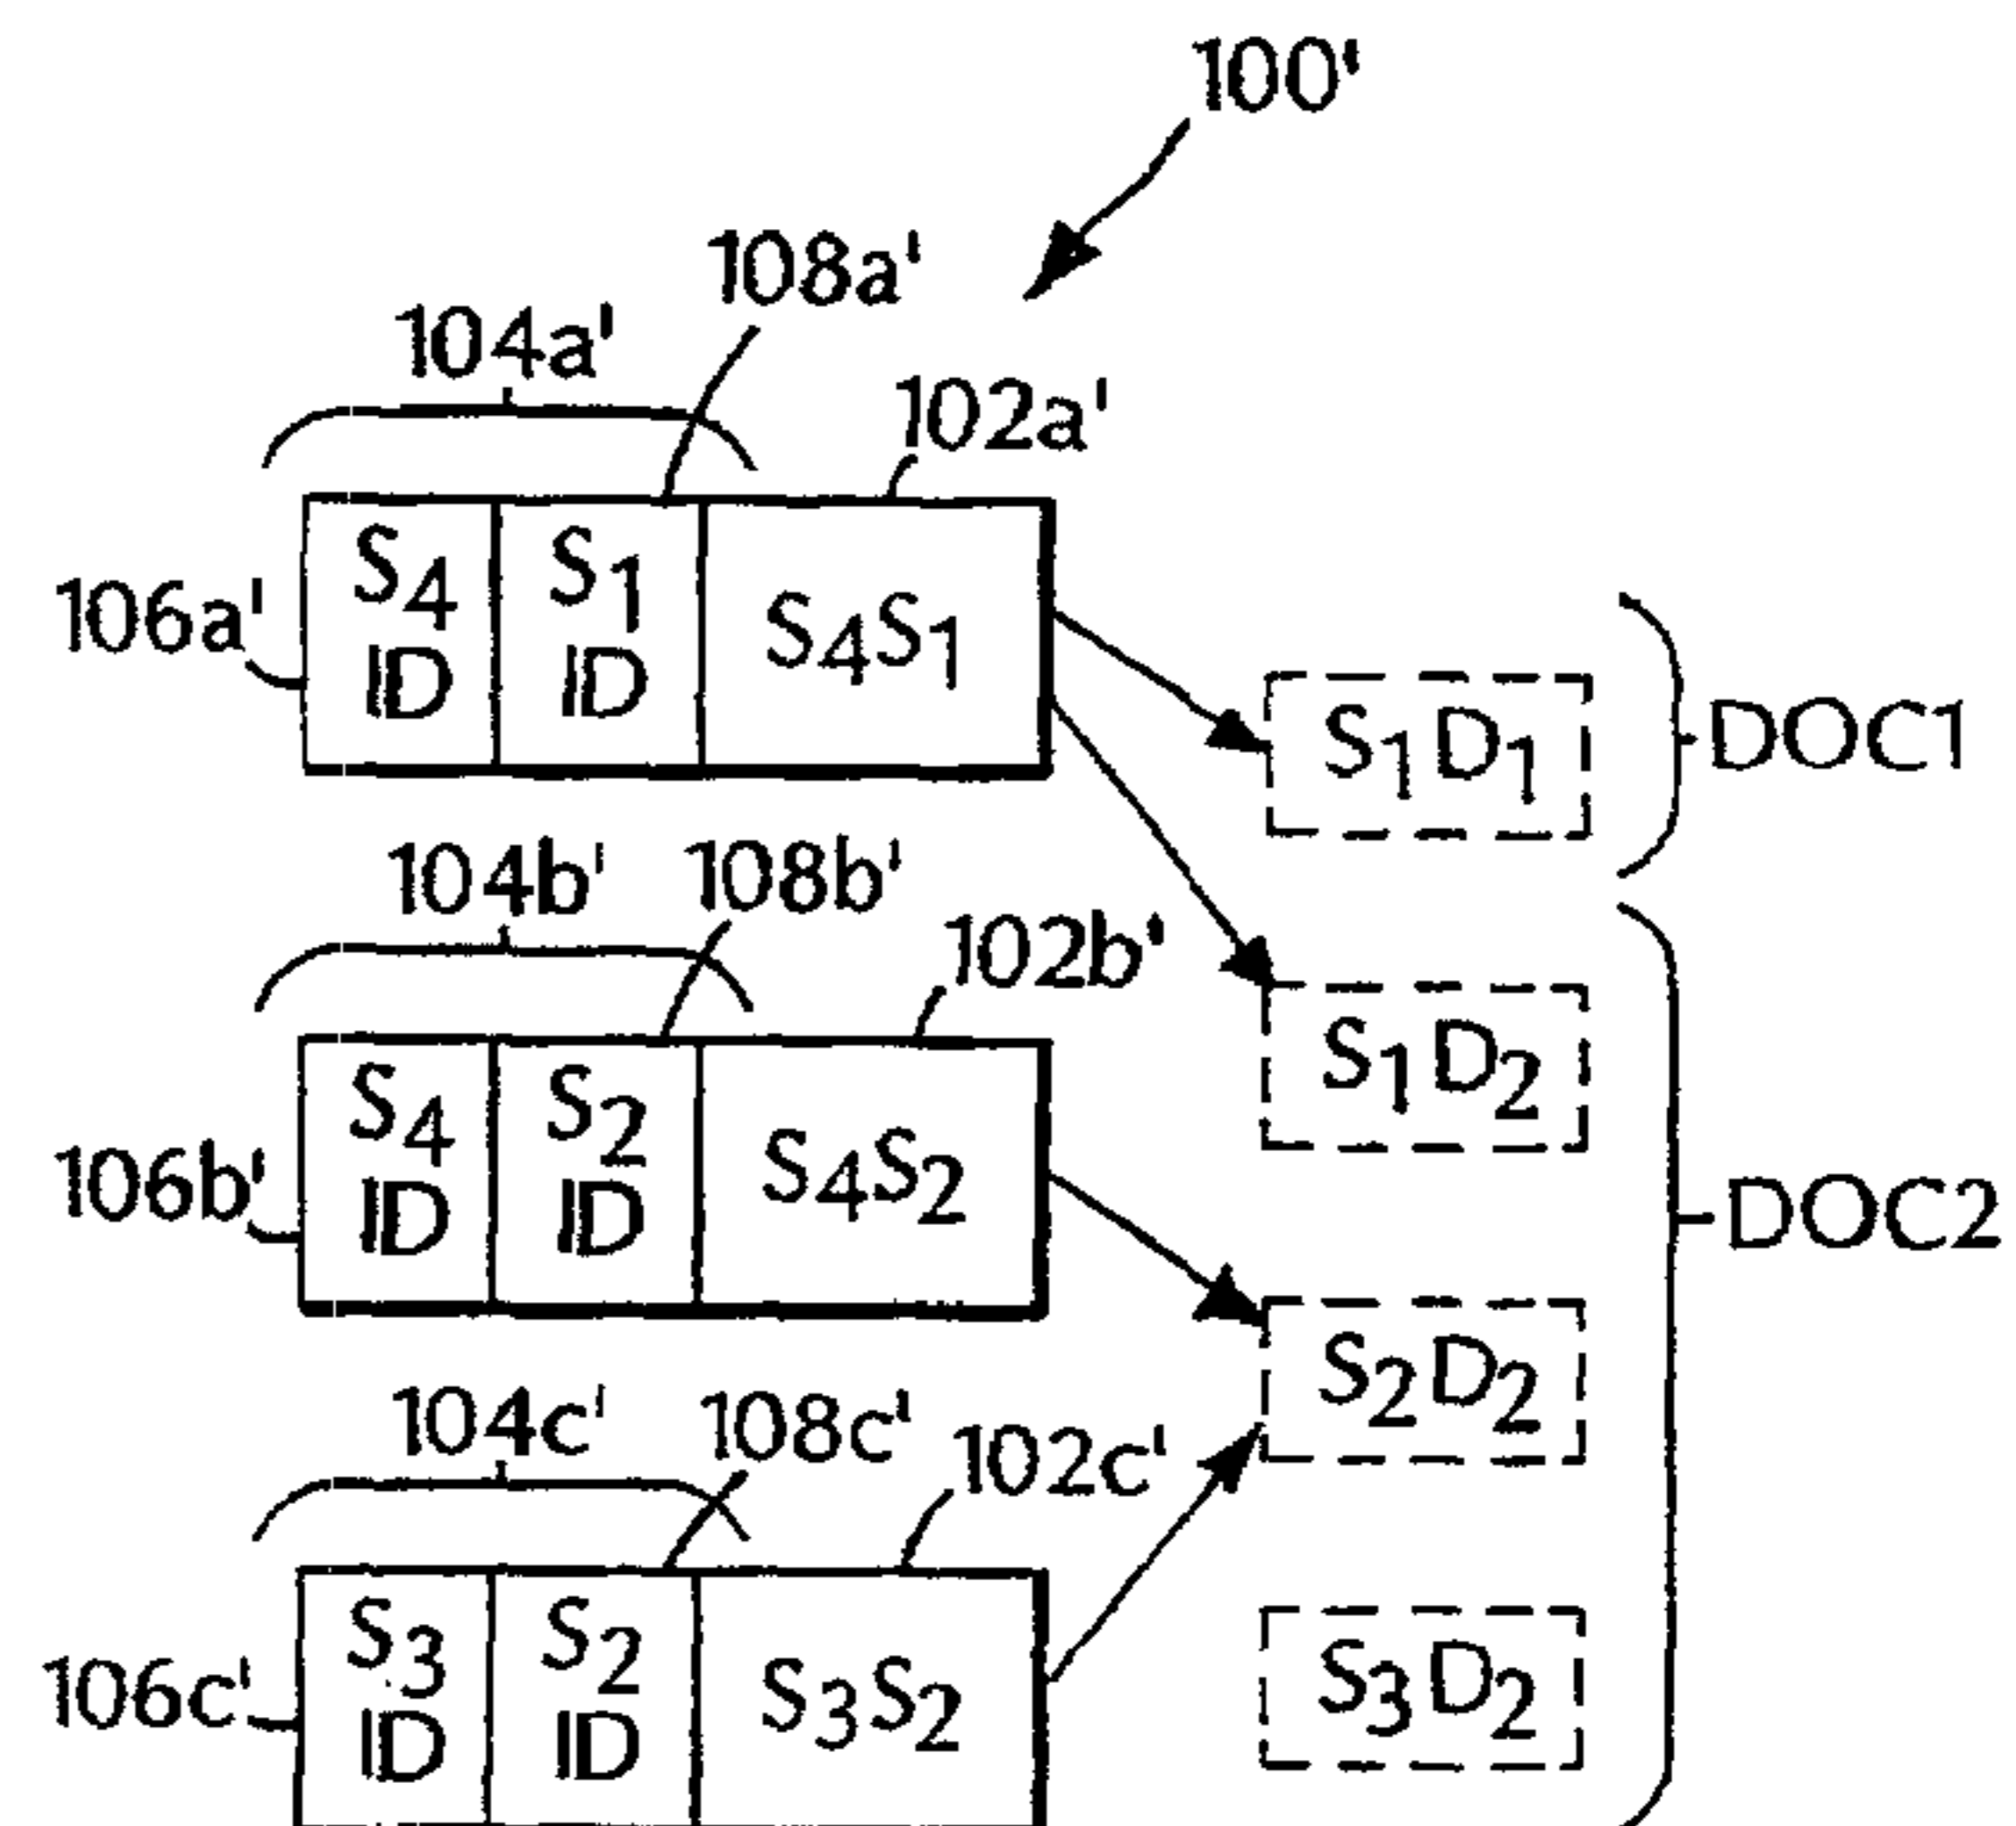 100'
108a'
104a'
102a'
S4 ID
S1 ID
S4S1
106a'
S1D1
DOC1
104b'
108b'
102b'
S1D2
S4 ID
S2 ID
S4S2
106b'
DOC2
S2D2
104c'
108c'
102c'
S3 ID
S2 ID
S3S2
106c'
S3D2